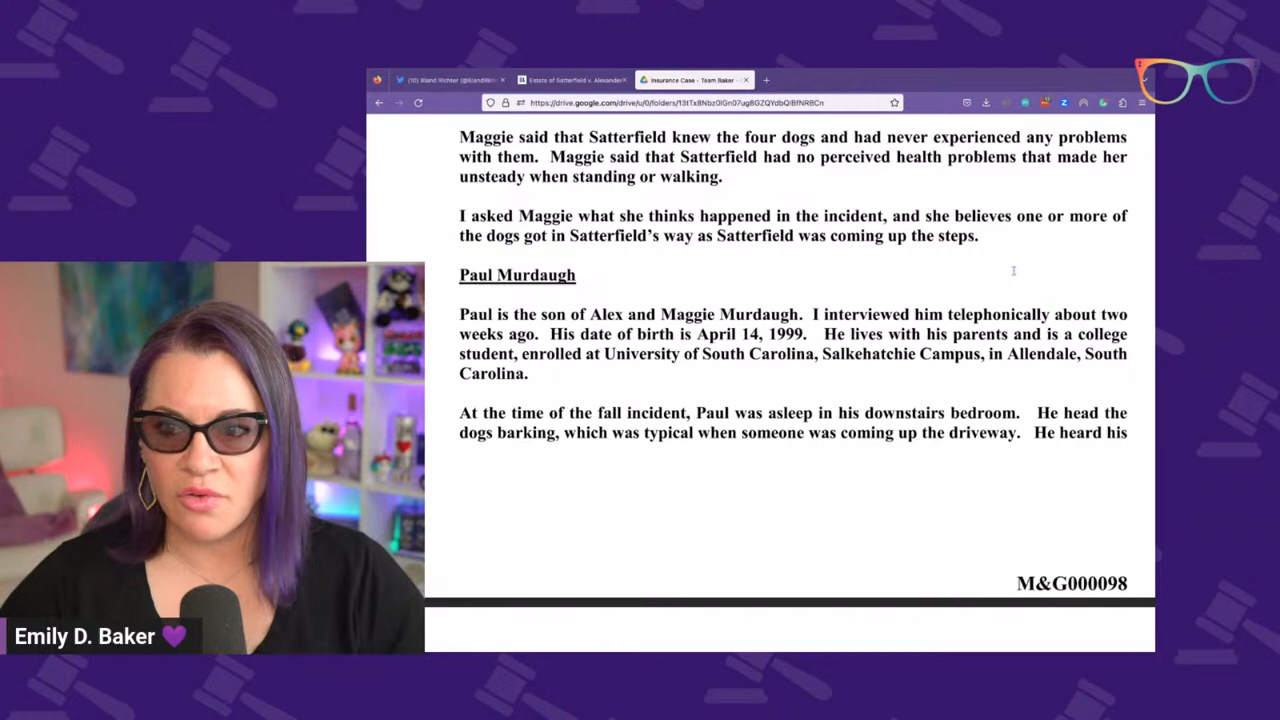 (10) Bland Richter (@BlandRich
Estate of Satterfield v. Alexander
Insurance Case - Team Baker -
https://drive.google.com/drive/u/0/folders/
Maggie said that Satterfield knew the four dogs and had never experienced any problems
with them. Maggie said that Satterfield had no perceived health problems that made her
unsteady when standing or walking.
I asked Maggie what she thinks happened in the incident, and she believes one or more of
the dogs got in Satterfield's way as Satterfield was coming up the steps.
Paul Murdaugh
Paul is the son of Alex and Maggie Murdaugh. I interviewed him telephonically about two
weeks ago. His date of birth is April 14, 1999. He lives with his parents and is a college
student, enrolled at University of South Carolina, Salkehatchie Campus, in Allendale, South
Carolina.
At the time of the fall incident, Paul was asleep in his downstairs bedroom. He head the
dogs barking, which was typical when someone was coming up the driveway. He heard his
M&G000098
Emily D. Baker 💜